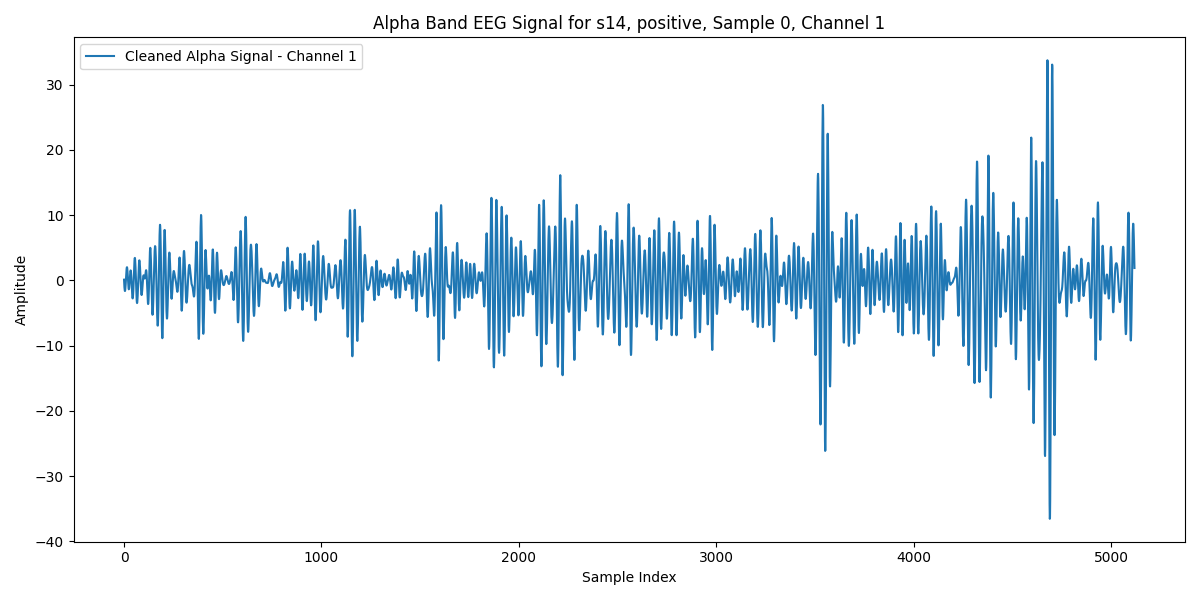 Alpha Band EEG Signal for s14, positive, Sample 0, Channel 1
Cleaned Alpha Signal - Channel 1
Amplitude
30
20
10
0
−10
−20
−30
−40
0 1000 2000 3000 4000 5000
Sample Index